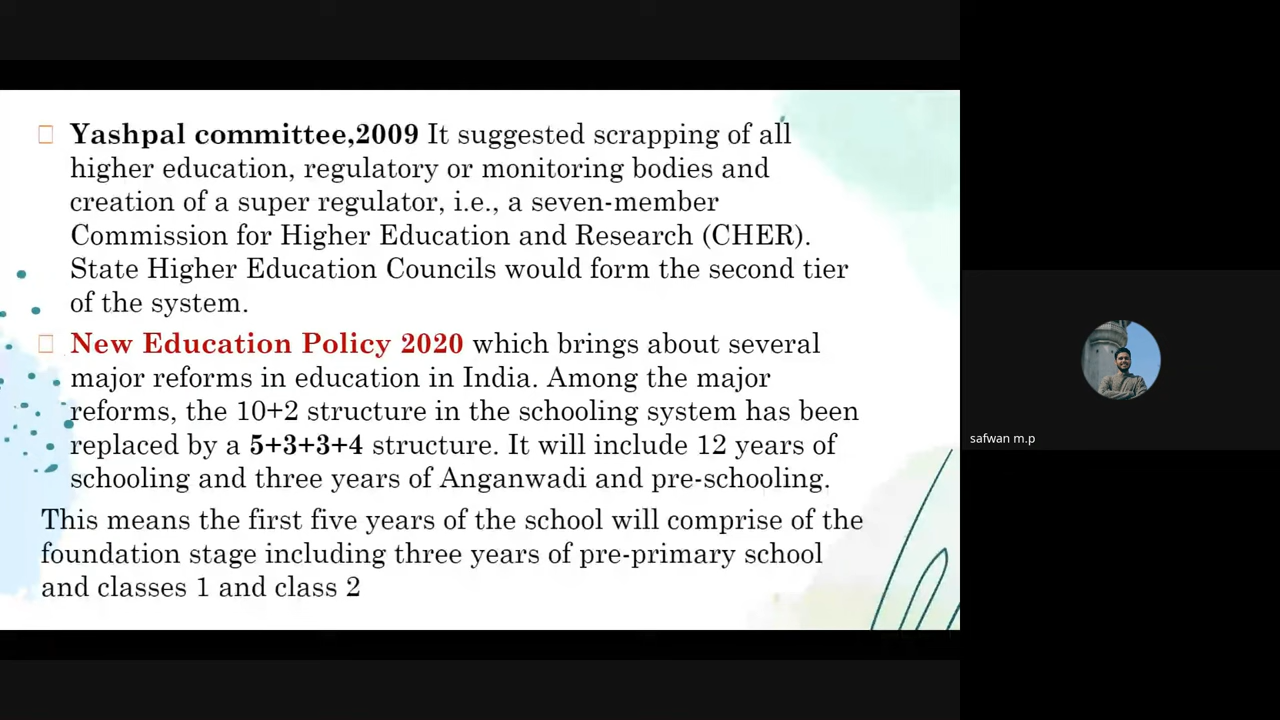 Yashpal committee,2009 It suggested scrapping of all
higher education, regulatory or monitoring bodies and
creation of a super regulator, i.e., a seven-member
Commission for Higher Education and Research (CHER).
State Higher Education Councils would form the second tier
of the system.
New Education Policy 2020 which brings about several
major reforms in education in India. Among the major
reforms, the 10+2 structure in the schooling system has been
replaced by a 5+3+3+4 structure. It will include 12 years of
schooling and three years of Anganwadi and pre-schooling.
This means the first five years of the school will comprise of the
foundation stage including three years of pre-primary school
and classes 1 and class 2
safwan m.p